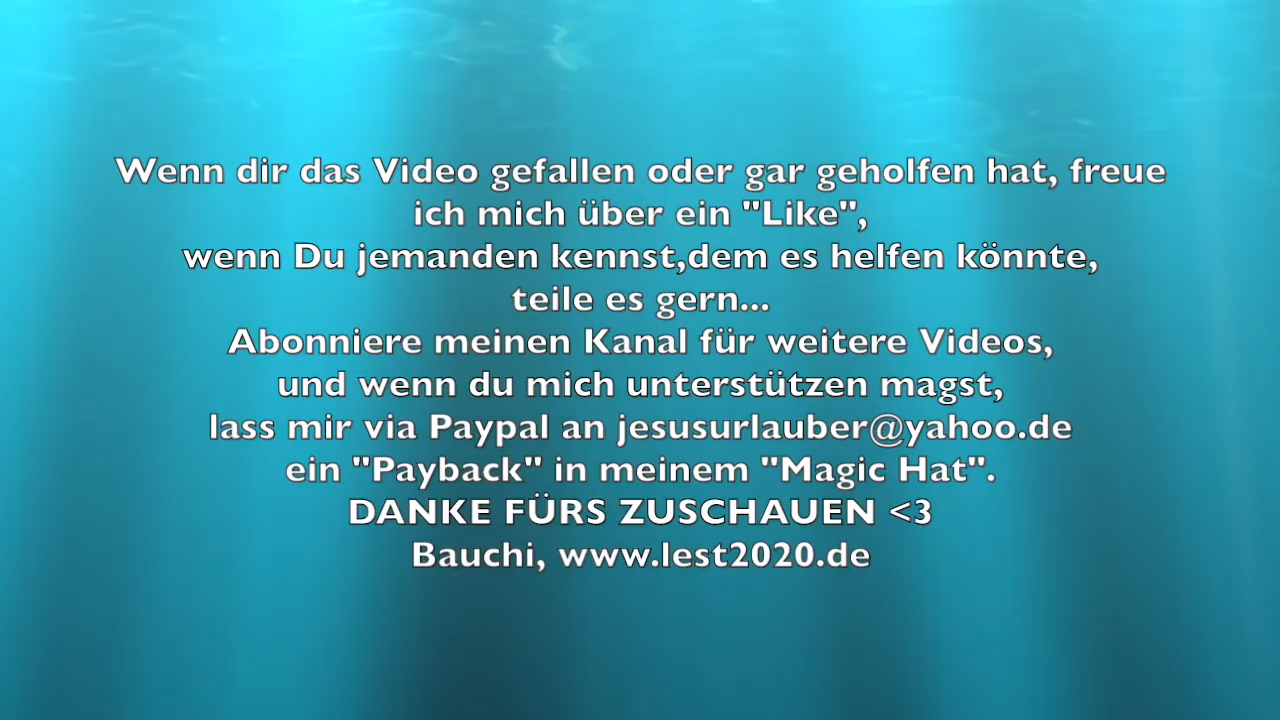 Wenn dir das Video gefallen oder gar geholfen hat, freue
ich mich über ein "Like",
wenn Du jemanden kennst,dem es helfen könnte,
teile es gern...
Abonniere meinen Kanal für weitere Videos,
und wenn du mich unterstützen magst,
lass mir via Paypal an jesusurlauber@yahoo.de
ein "Payback" in meinem "Magic Hat".
DANKE FÜRS ZUSCHAUEN <3
Bauchi, www.lest2020.de